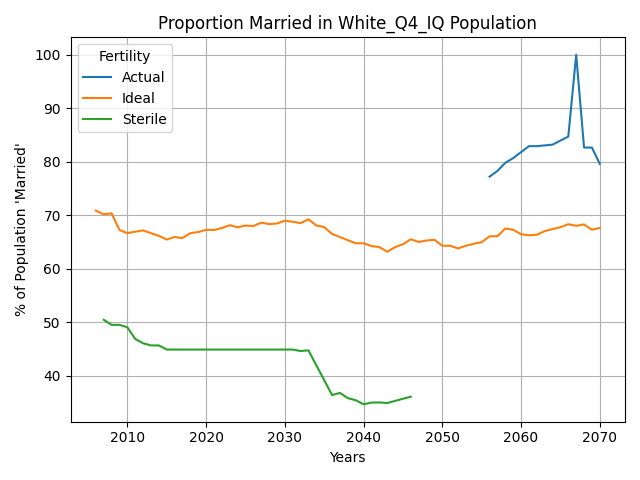 Proportion Married in White_Q4_IQ Population
Fertility
Actual
Ideal
Sterile
% of Population 'Married'
100
90
80
70
60
50
40
2010
2020
2030
2040
2050
2060
2070
Years